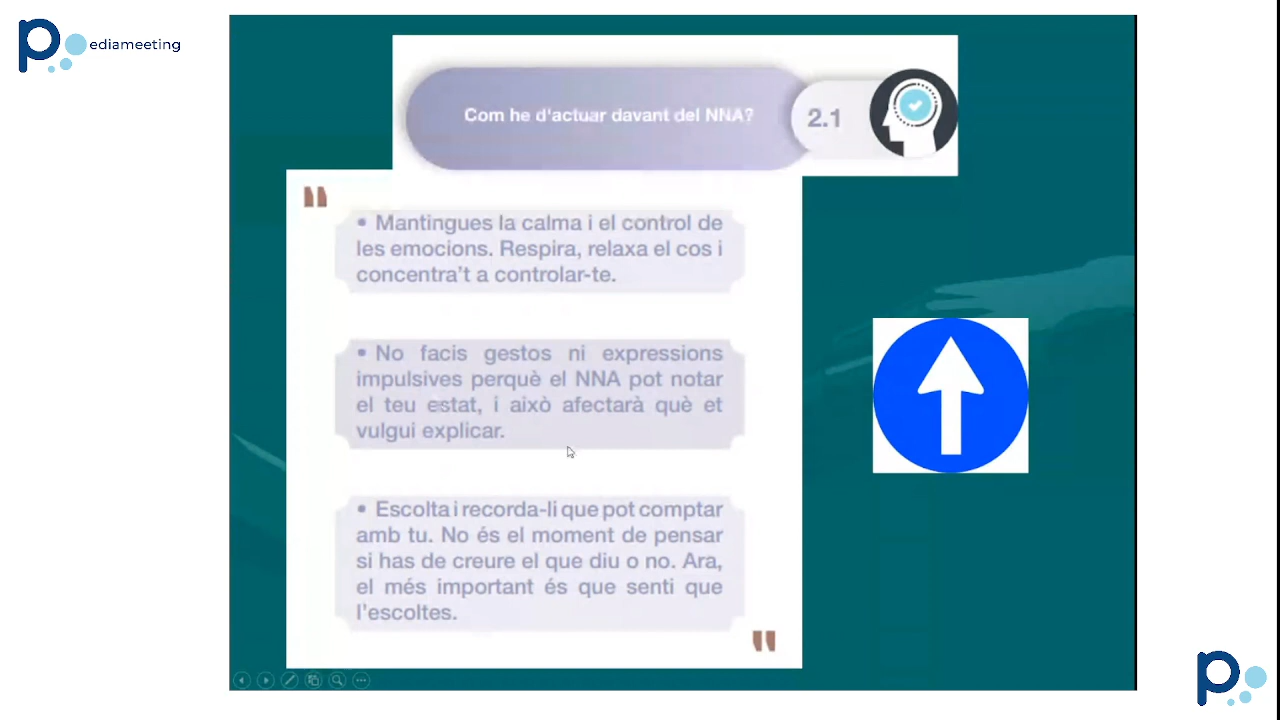 ediameeting
Com he d'actuar davant del NNA?
2.1
• Mantingues la calma i el control de
les emocions. Respira, relaxa el cos i
concentra't a controlar-te.
• No facis gestos ni expressions
impulsives perquè el NNA pot notar
el teu estat, i això afectarà què et
vulgui explicar.
• Escolta i recorda-li que pot comptar
amb tu. No és el moment de pensar
si has de creure el que diu o no. Ara,
el més important és que senti que
l'escoltes.